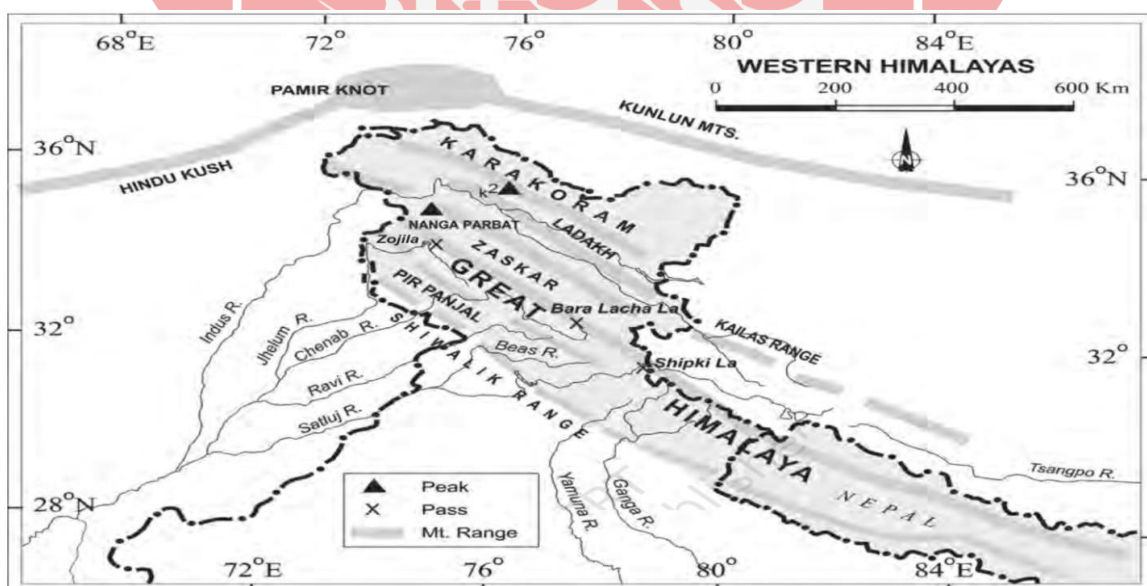 68°E
72°E
76°E
80°E
84°E
WESTERN HIMALAYAS
0 200 400 600 Km
PAMIR KNOT
KUNLUN MTS.
36°N
36°N
N
HINDU KUSH
KARAKORAM
k2
NANGA PARBAT
LADAKH
Zojila
ZASKAR
GREAT
PIR PANJAL
Bara Lacha La
Indus R.
Jhelum R.
Chenab R.
32°N
KAILAS RANGE
32°N
SHIWALIK RANGE
Beas R.
Shipki La
Ravi R.
Satluj R.
HIMALAYA
Tsangpo R.
NEPAL
Yamuna R.
Ganga R.
28°N
Peak
Pass
Mt. Range
72°E
76°E
80°E
84°E